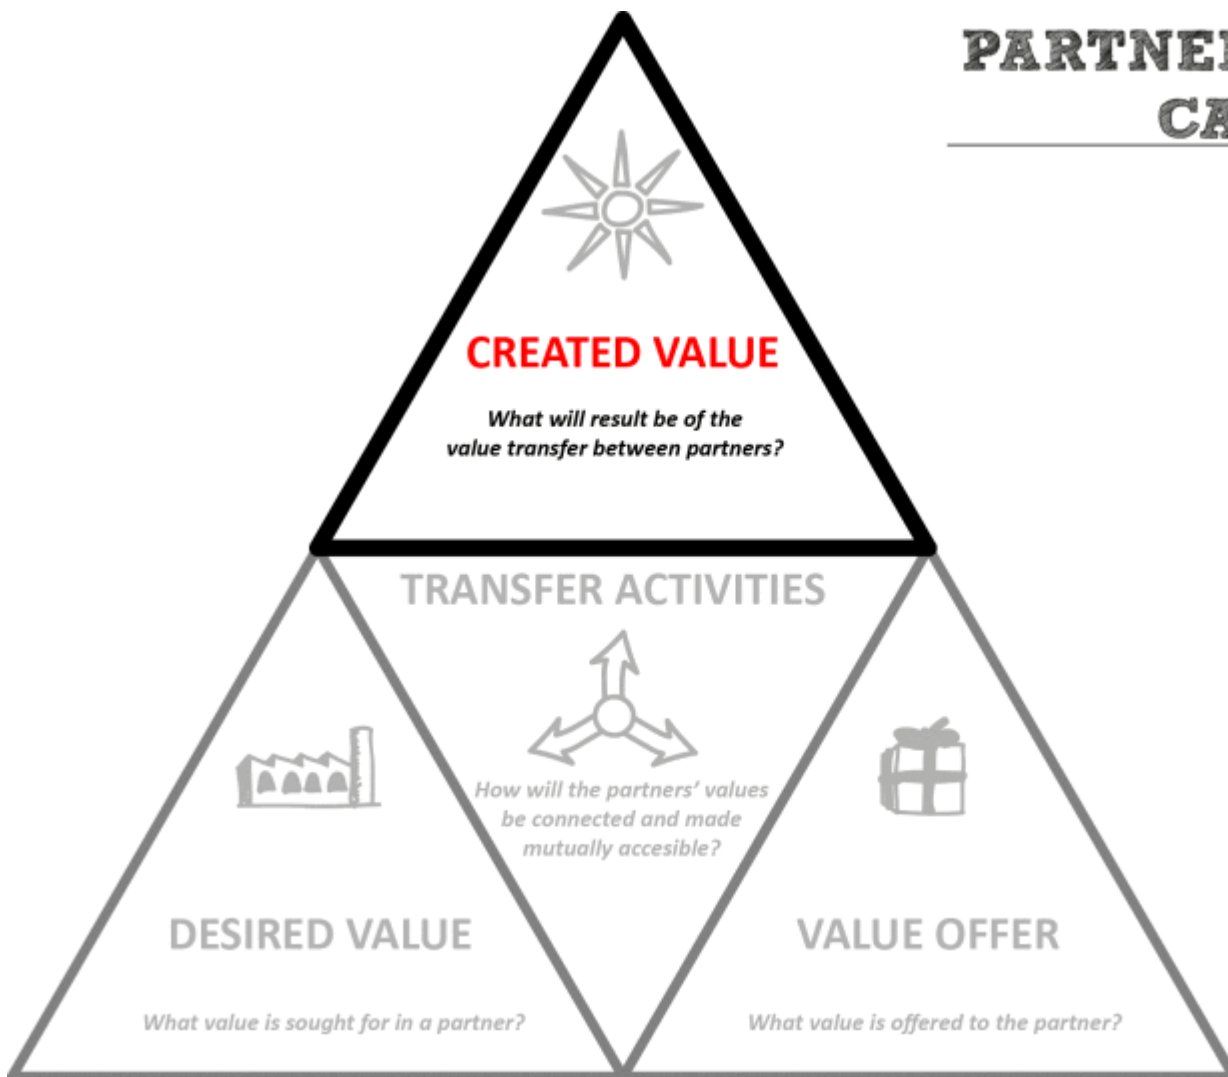 CREATED VALUE
What will result be of the
value transfer between partners?
TRANSFER ACTIVITIES
How will the partners’ values
be connected and made
mutually accesible?
DESIRED VALUE
What value is sought for in a partner?
VALUE OFFER
What value is offered to the partner?